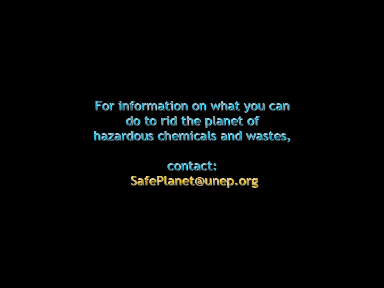 For information on what you can
do to rid the planet of
hazardous chemicals and wastes,
contact:
SafePlanet@unep.org